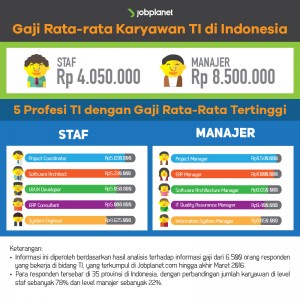 jobplanet
Gaji Rata-rata Karyawan TI di Indonesia
STAF
Rp 4.050.000
MANAJER
Rp 8.500.000
5 Profesi TI dengan Gaji Rata-Rata Tertinggi
STAF
MANAJER
Project Coordinator
Software Architect
UI/UX Developer
ERP Consultant
System Engineer
Project Manager
ERP Manager
Software Architecture Manager
IT Quality Assurance Manager
Information System Manager
Keterangan:
• Informasi ini diperoleh berdasarkan hasil analisis terhadap informasi gaji dari 6.500 orang responden
yang bekerja di bidang TI, yang terkumpul di Jobplanet.com hingga akhir Maret 2016.
• Para responden tersebar di 35 provinsi di Indonesia, dengan perbandingan jumlah karyawan di level
staf sebanyak 78% dan level manajer sebanyak 22%.